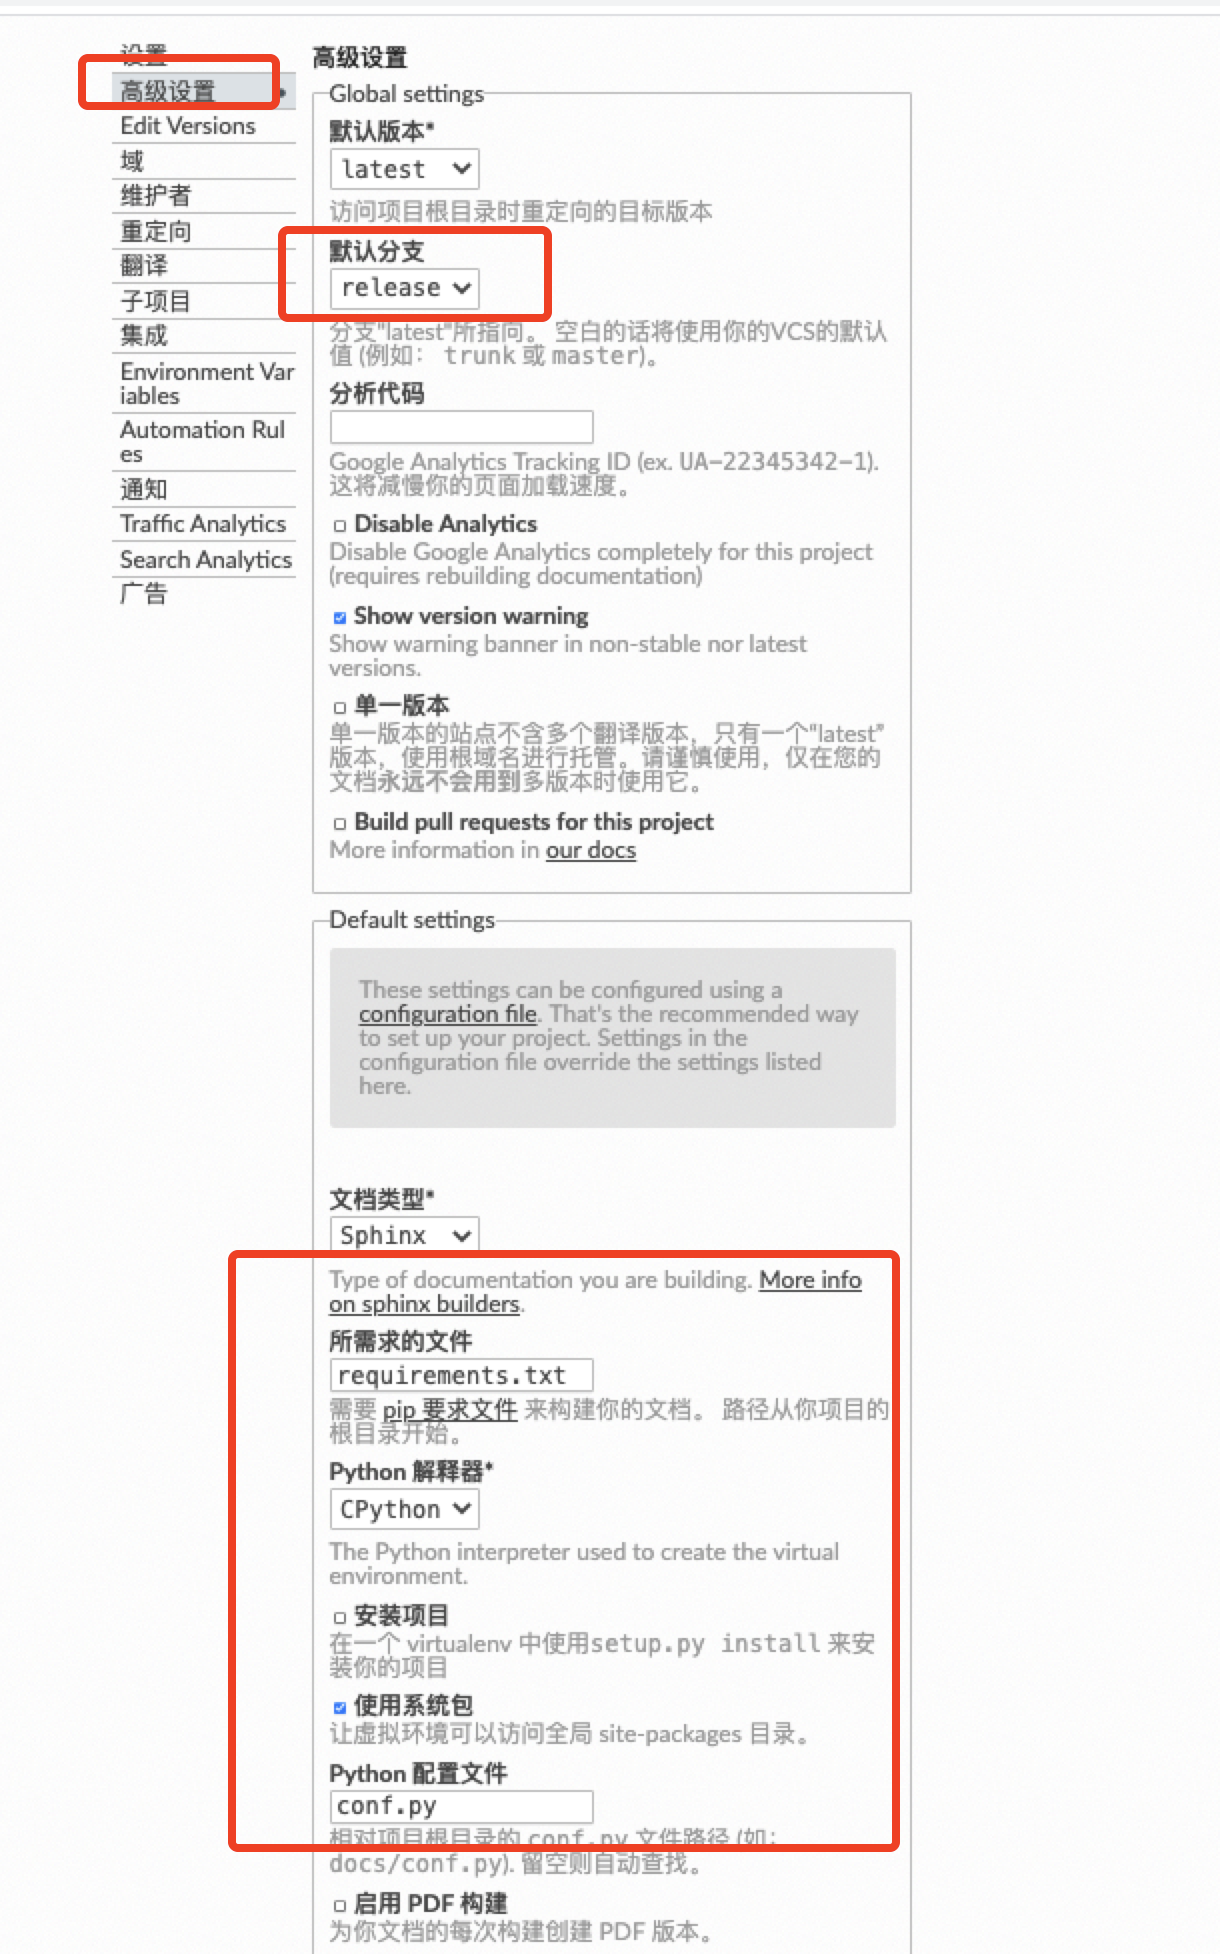 设置
高级设置
Edit Versions
域
维护者
重定向
翻译
子项目
集成
Environment Var
iables
Automation Rul
es
通知
Traffic Analytics
Search Analytics
广告
高级设置
Global settings
默认版本*
latest
访问项目根目录时重定向的目标版本
默认分支
release
分支"latest"所指向。 空白的话将使用你的VCS的默认
值 (例如： trunk 或 master)。
分析代码
Google Analytics Tracking ID (ex. UA-22345342-1).
这将减慢你的页面加载速度。
Disable Analytics
Disable Google Analytics completely for this project
(requires rebuilding documentation)
Show version warning
Show warning banner in non-stable nor latest
versions.
单一版本
单一版本的站点不含多个翻译版本，只有一个“latest”
版本，使用根域名进行托管。请谨慎使用，仅在您的
文档永远不会用到多版本时使用它。
Build pull requests for this project
More information in our docs
Default settings
These settings can be configured using a
configuration file. That's the recommended way
to set up your project. Settings in the
configuration file override the settings listed
here.
文档类型*
Sphinx
Type of documentation you are building. More info
on sphinx builders.
所需求的文件
requirements.txt
需要 pip 要求文件 来构建你的文档。 路径从你项目的
根目录开始。
Python 解释器*
CPython
The Python interpreter used to create the virtual
environment.
安装项目
在一个 virtualenv 中使用setup.py install 来安
装你的项目
使用系统包
让虚拟环境可以访问全局 site-packages 目录。
Python 配置文件
conf.py
相对项目根目录的 conf.py 文件路径 (如：
docs/conf.py). 留空则自动查找。
启用 PDF 构建
为你文档的每次构建创建 PDF 版本。